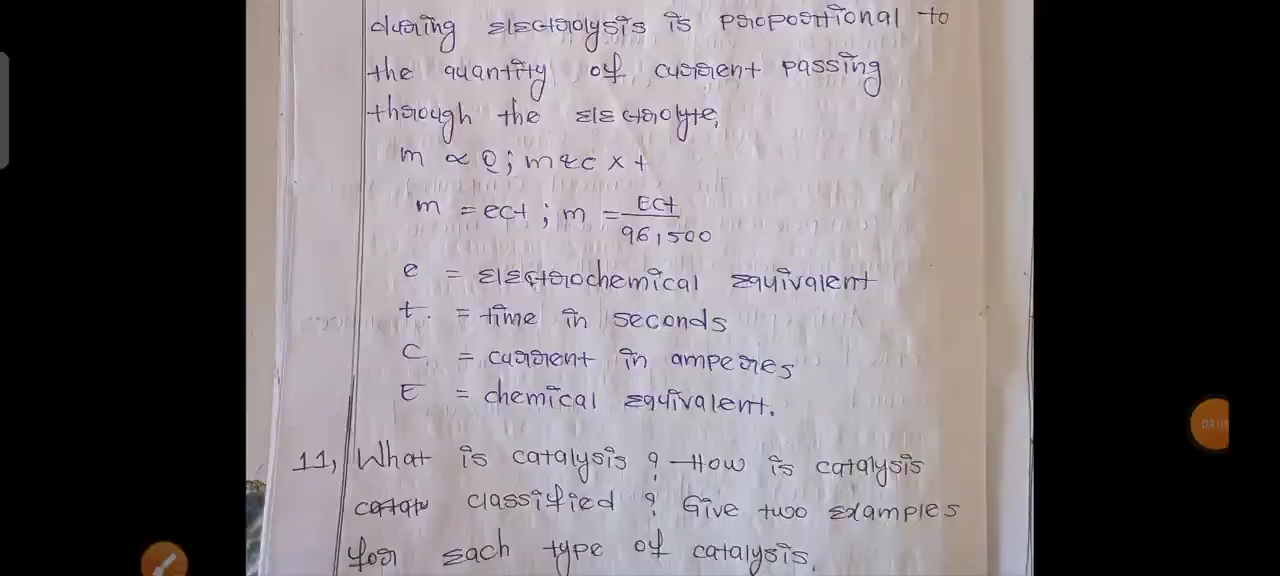 during electrolysis is proportional to
the quantity of current passing
through the electrolyte,
m ∝ Q; m ∝ c x t
m = ect ; m = Ect / 96,500
e = electrochemical equivalent
t. = time in seconds
C = current in amperes
E = chemical equivalent.
11, What is catalysis? How is catalysis
classified? Give two examples
for each type of catalysis.